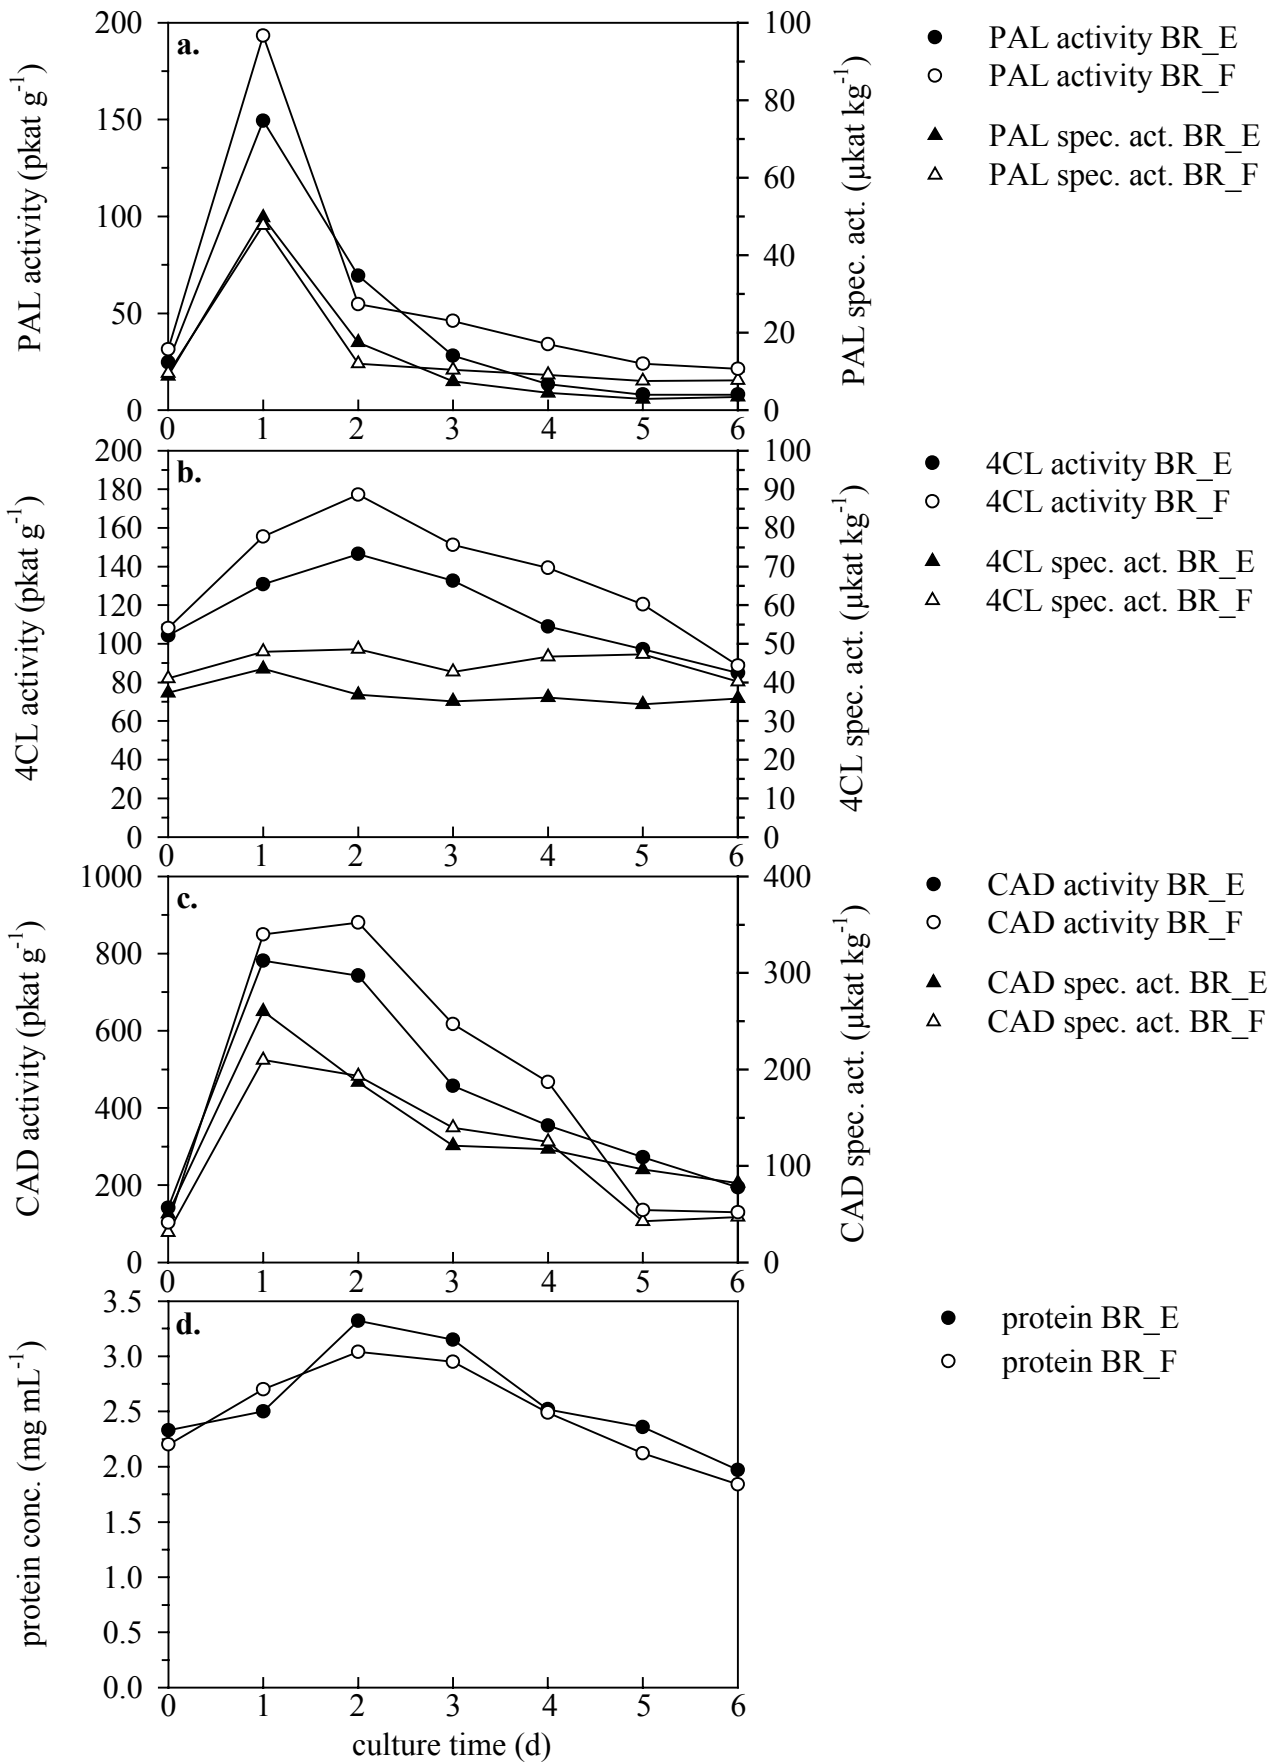 a.
PAL activity (pkat g⁻¹)
200
150
100
50
0
PAL spec. act. (µkat kg⁻¹)
100
80
60
40
20
0
0 1 2 3 4 5 6
PAL activity BR_E
PAL activity BR_F
PAL spec. act. BR_E
PAL spec. act. BR_F
b.
4CL activity (pkat g⁻¹)
200
180
160
140
120
100
80
60
40
20
0
4CL spec. act. (µkat kg⁻¹)
100
90
80
70
60
50
40
30
20
10
0
0 1 2 3 4 5 6
4CL activity BR_E
4CL activity BR_F
4CL spec. act. BR_E
4CL spec. act. BR_F
c.
CAD activity (pkat g⁻¹)
1000
800
600
400
200
0
CAD spec. act. (µkat kg⁻¹)
400
300
200
100
0
0 1 2 3 4 5 6
CAD activity BR_E
CAD activity BR_F
CAD spec. act. BR_E
CAD spec. act. BR_F
d.
protein conc. (mg mL⁻¹)
3.5
3.0
2.5
2.0
1.5
1.0
0.5
0.0
0 1 2 3 4 5 6
culture time (d)
protein BR_E
protein BR_F